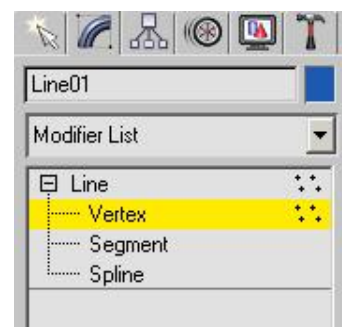 Line01
Modifier List
Line
Vertex
Segment
Spline